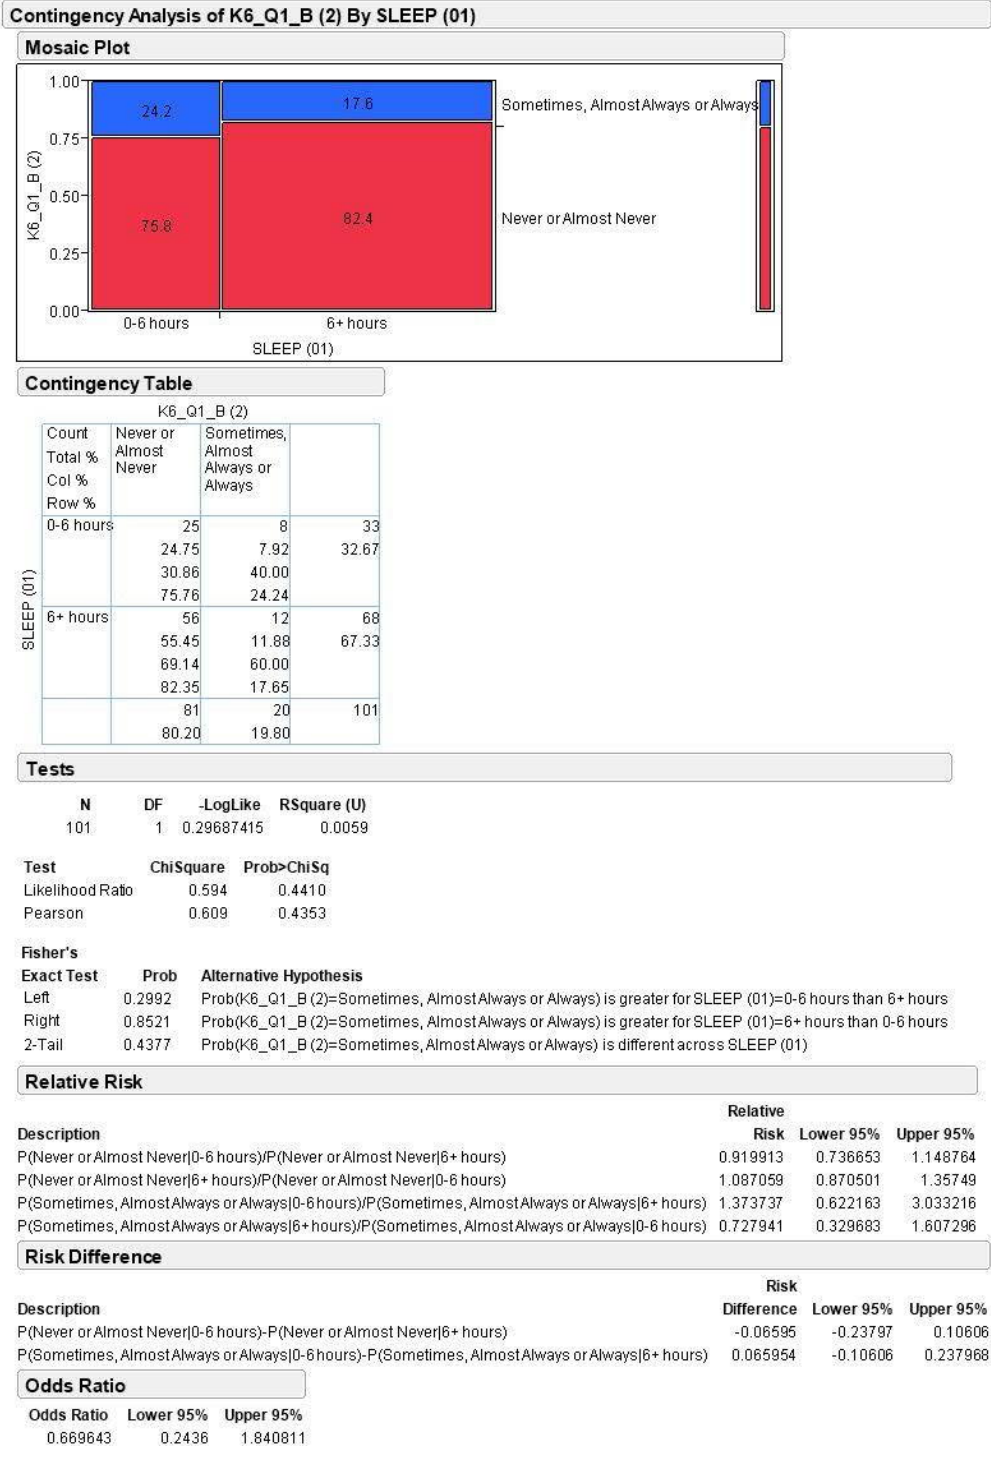 Contingency Analysis of K6_Q1_B (2) By SLEEP (01)
Mosaic Plot
1.00
0.75
0.50
0.25
0.00
K6_Q1_B (2)
24.2
17.6
75.8
82.4
Sometimes, Almost Always or Always
Never or Almost Never
0-6 hours 6+ hours
SLEEP (01)
Contingency Table
K6_Q1_B (2)
Count Never or Sometimes,
Total % Almost Almost
Col % Never Always or
Row % Always
SLEEP (01)
0-6 hours 25 8 33
24.75 7.92 32.67
30.86 40.00
75.76 24.24
6+ hours 56 12 68
55.45 11.88 67.33
69.14 60.00
82.35 17.65
81 20 101
80.20 19.80
Tests
N DF -LogLike RSquare (U)
101 1 0.29687415 0.0059
Test ChiSquare Prob>ChiSq
Likelihood Ratio 0.594 0.4410
Pearson 0.609 0.4353
Fisher's
Exact Test Prob Alternative Hypothesis
Left 0.2992 Prob(K6_Q1_B (2)=Sometimes, Almost Always or Always) is greater for SLEEP (01)=0-6 hours than 6+ hours
Right 0.8521 Prob(K6_Q1_B (2)=Sometimes, Almost Always or Always) is greater for SLEEP (01)=6+ hours than 0-6 hours
2-Tail 0.4377 Prob(K6_Q1_B (2)=Sometimes, Almost Always or Always) is different across SLEEP (01)
Relative Risk
Relative
Description Risk Lower 95% Upper 95%
P(Never or Almost Never|0-6 hours)/P(Never or Almost Never|6+ hours) 0.919913 0.736653 1.148764
P(Never or Almost Never|6+ hours)/P(Never or Almost Never|0-6 hours) 1.087059 0.870501 1.35749
P(Sometimes, Almost Always or Always|0-6 hours)/P(Sometimes, Almost Always or Always|6+ hours) 1.373737 0.622163 3.033216
P(Sometimes, Almost Always or Always|6+ hours)/P(Sometimes, Almost Always or Always|0-6 hours) 0.727941 0.329683 1.607296
Risk Difference
Risk
Description Difference Lower 95% Upper 95%
P(Never or Almost Never|0-6 hours)-P(Never or Almost Never|6+ hours) -0.06595 -0.23797 0.10606
P(Sometimes, Almost Always or Always|0-6 hours)-P(Sometimes, Almost Always or Always|6+ hours) 0.065954 -0.10606 0.237968
Odds Ratio
Odds Ratio Lower 95% Upper 95%
0.669643 0.2436 1.840811